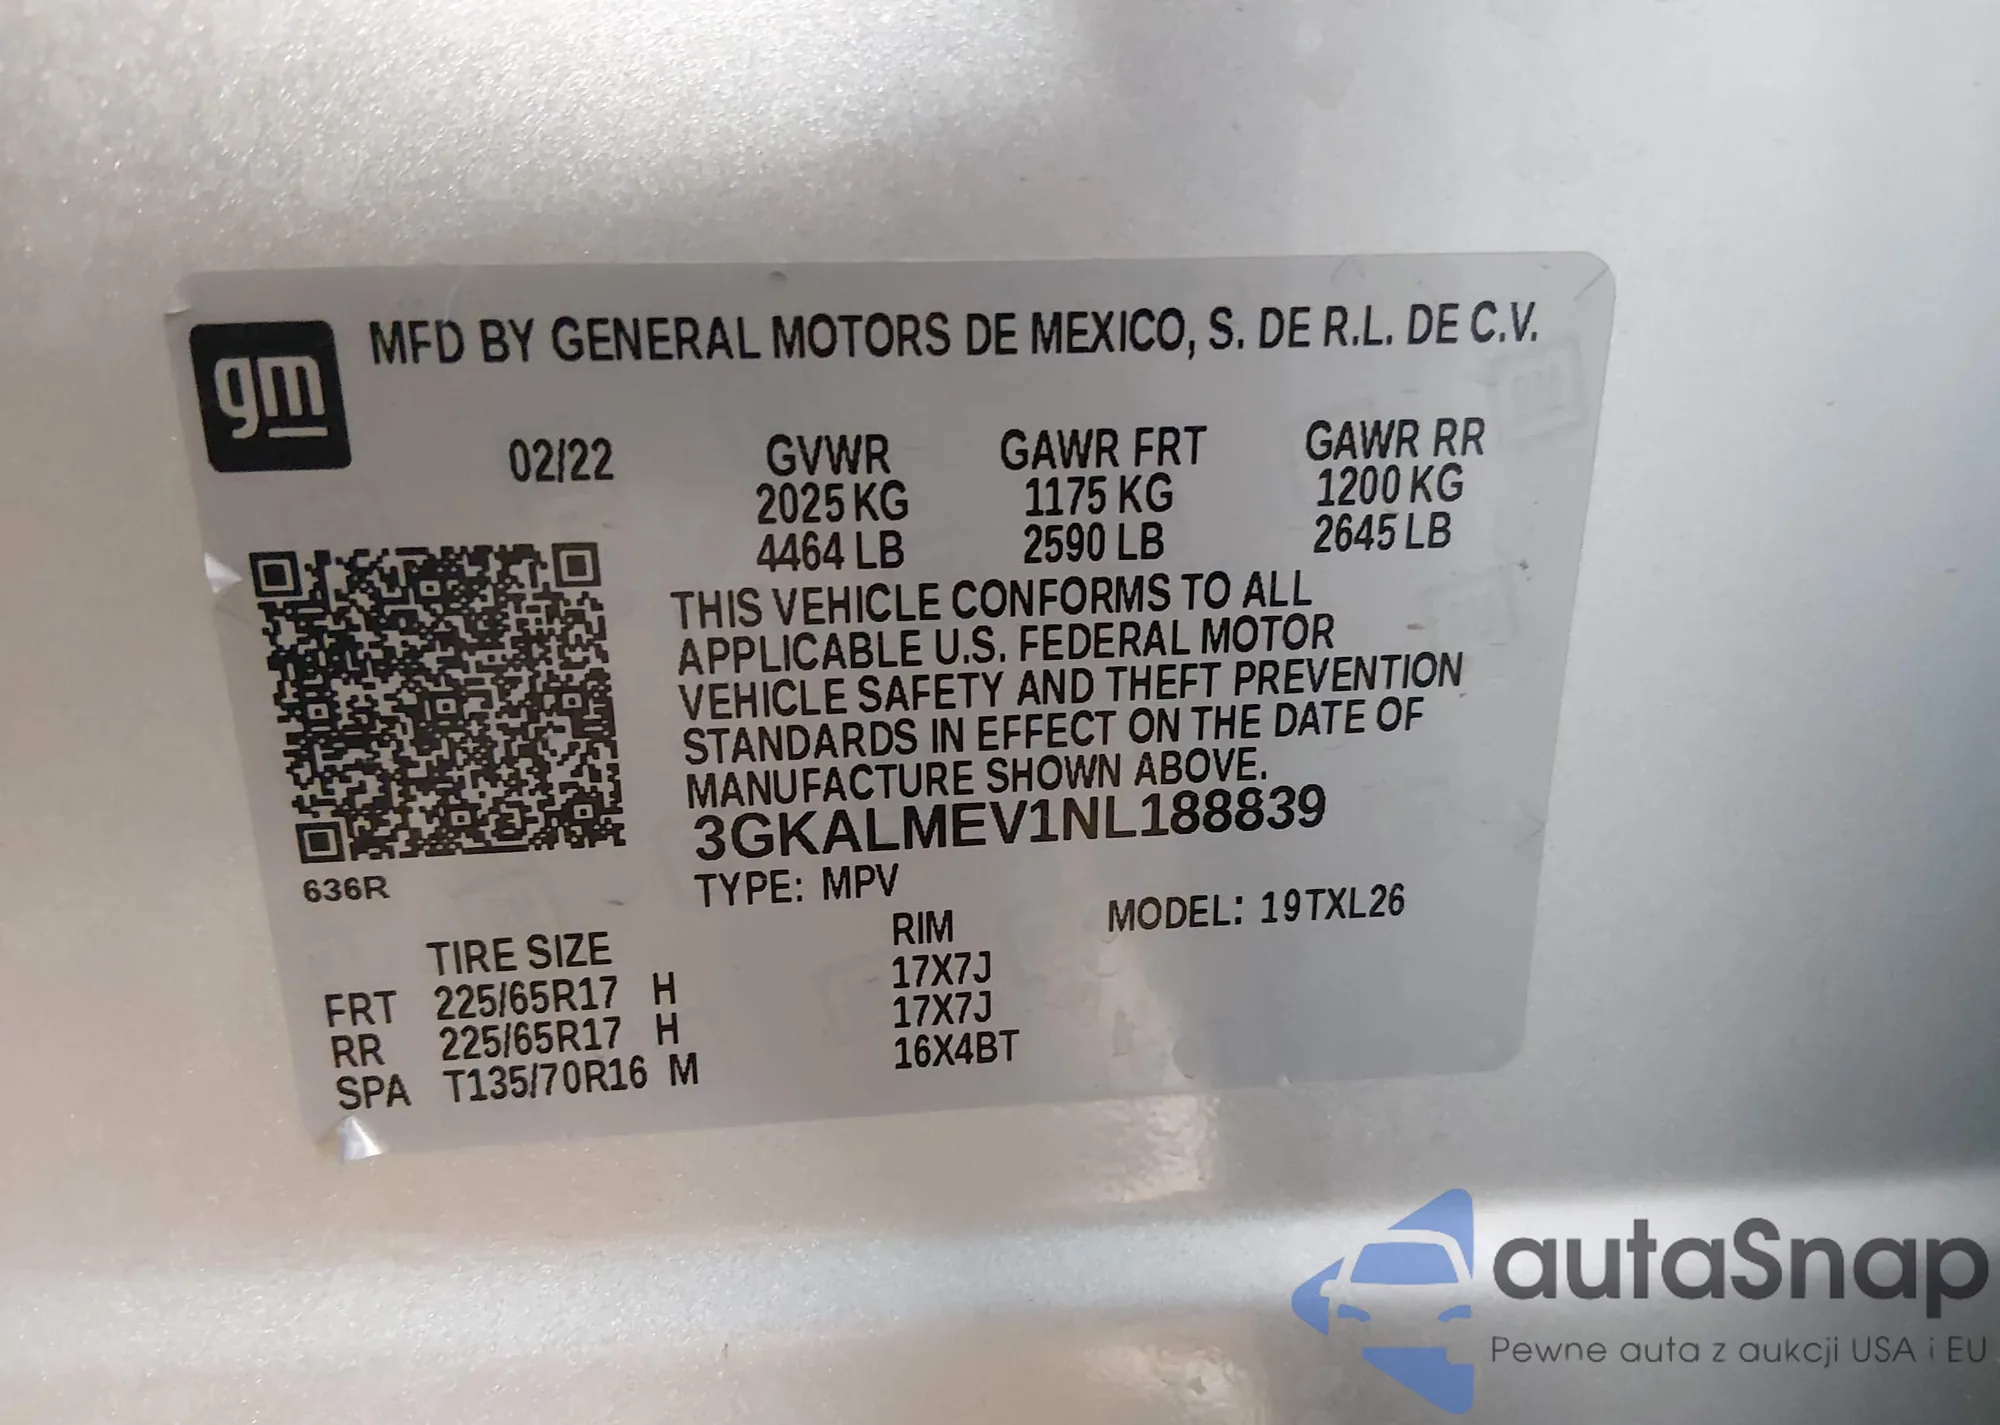 gm
MFD BY GENERAL MOTORS DE MEXICO, S. DE R.L. DE C.V.
02/22 GVWR GAWR FRT GAWR RR
2025 KG 1175 KG 1200 KG
4464 LB 2590 LB 2645 LB
THIS VEHICLE CONFORMS TO ALL
APPLICABLE U.S. FEDERAL MOTOR
VEHICLE SAFETY AND THEFT PREVENTION
STANDARDS IN EFFECT ON THE DATE OF
MANUFACTURE SHOWN ABOVE.
3GKALMEV1NL188839
636R
TYPE: MPV MODEL: 19TXL26
TIRE SIZE RIM
FRT 225/65R17 H 17X7J
RR 225/65R17 H 17X7J
SPA T135/70R16 M 16X4BT
autaSnap
Pewne auta z aukcji USA i EU